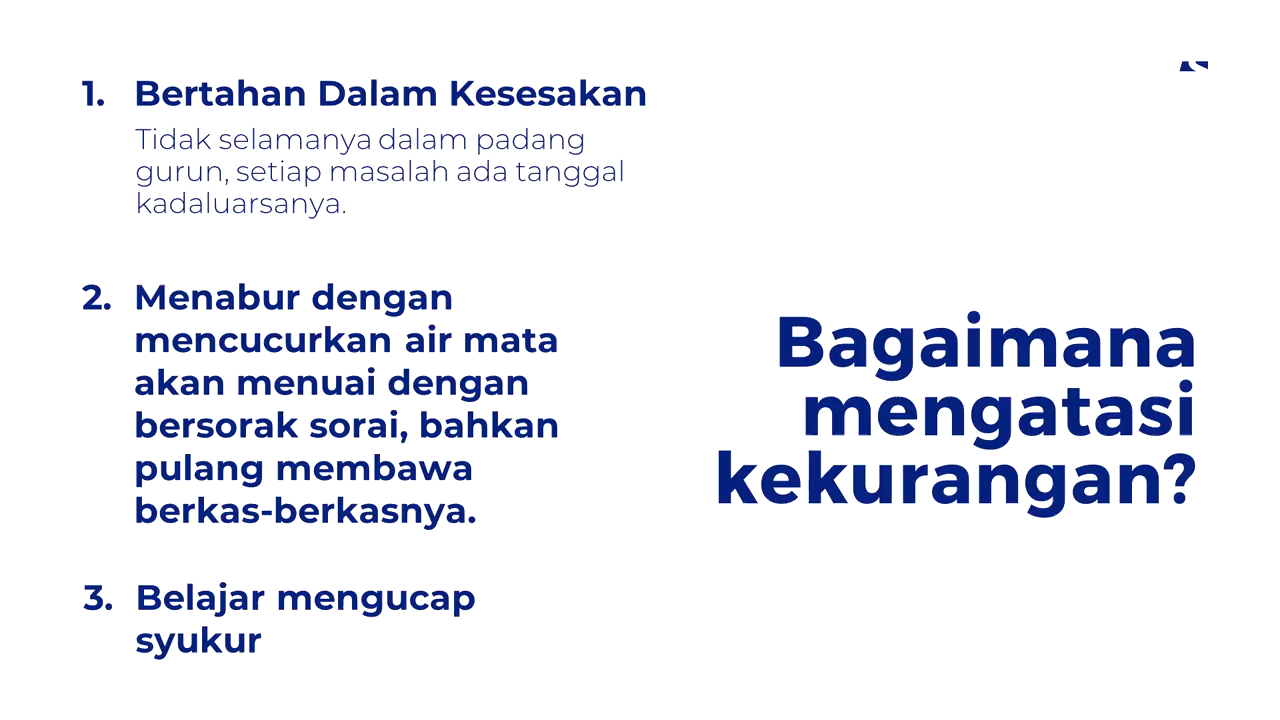 1. Bertahan Dalam Kesesakan
Tidak selamanya dalam padang
gurun, setiap masalah ada tanggal
kadaluarsanya.
2. Menabur dengan
mencucurkan air mata
akan menuai dengan
bersorak sorai, bahkan
pulang membawa
berkas-berkasnya.
3. Belajar mengucap
syukur
Bagaimana
mengatasi
kekurangan?